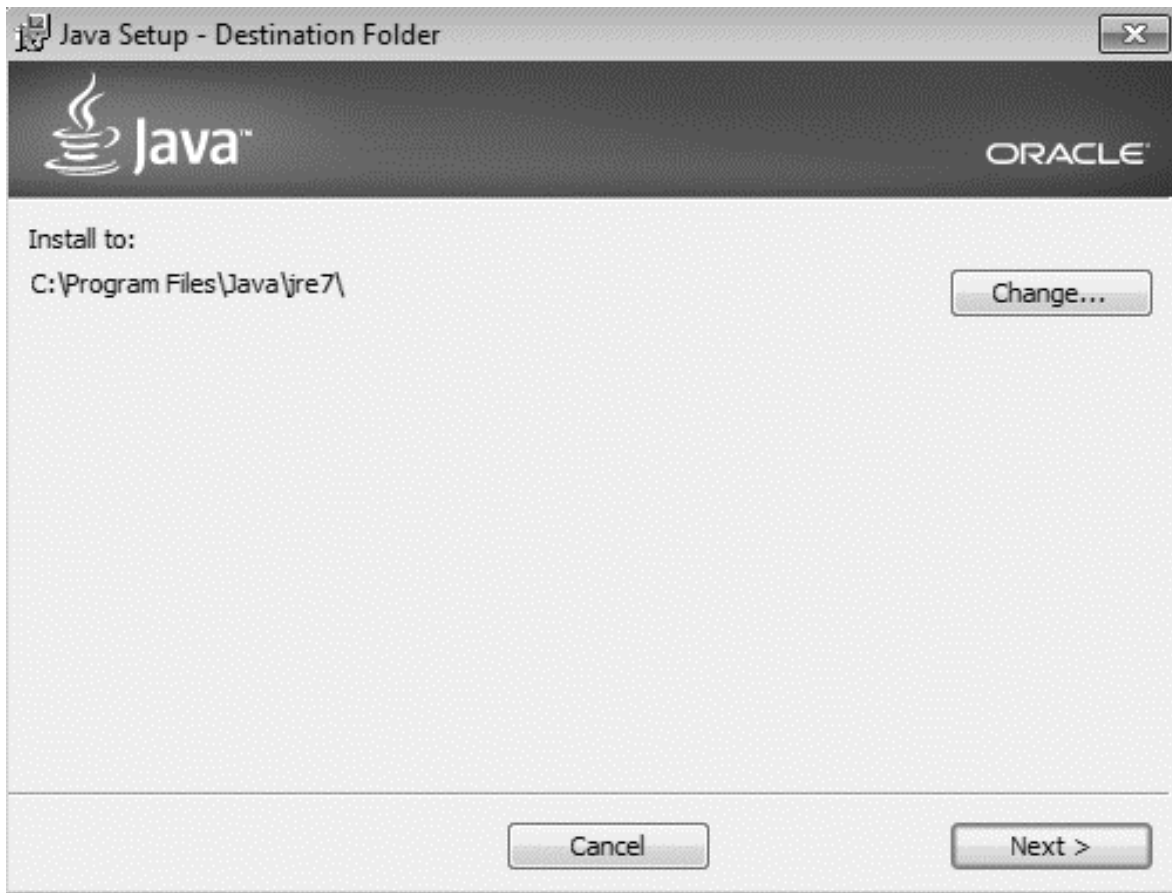 Java Setup - Destination Folder
Java™
ORACLE®
Install to:
C:\Program Files\Java\jre7\
Change...
Cancel
Next >